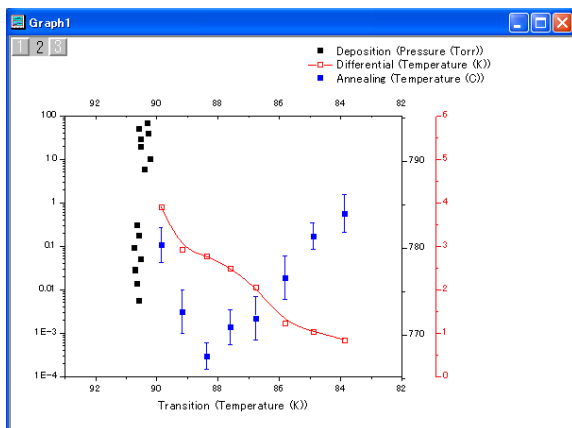 Graph1
1 2 3
Deposition (Pressure (Torr))
Differential (Temperature (K))
Annealing (Temperature (C))
92 90 88 86 84 82
100
10
1
0.1
0.01
1E-3
1E-4
790
780
770
6
5
4
3
2
1
0
92 90 88 86 84 82
Transition (Temperature (K))